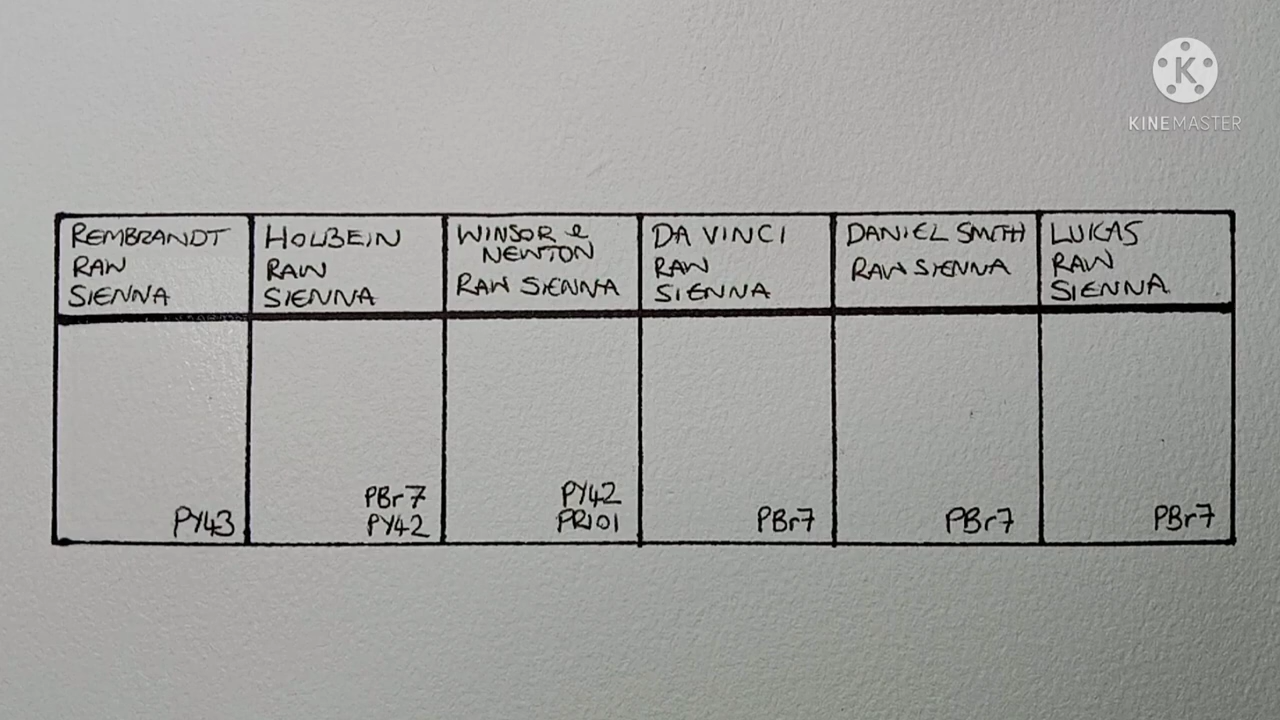 K
KINEMASTER
REMBRANDT
RAW
SIENNA
HOLBEIN
RAW
SIENNA
WINSOR &
NEWTON
RAW SIENNA
DA VINCI
RAW
SIENNA
DANIEL SMITH
RAW SIENNA
LUKAS
RAW
SIENNA
PY43
PBr7
PY42
PY42
PR101
PBr7
PBr7
PBr7